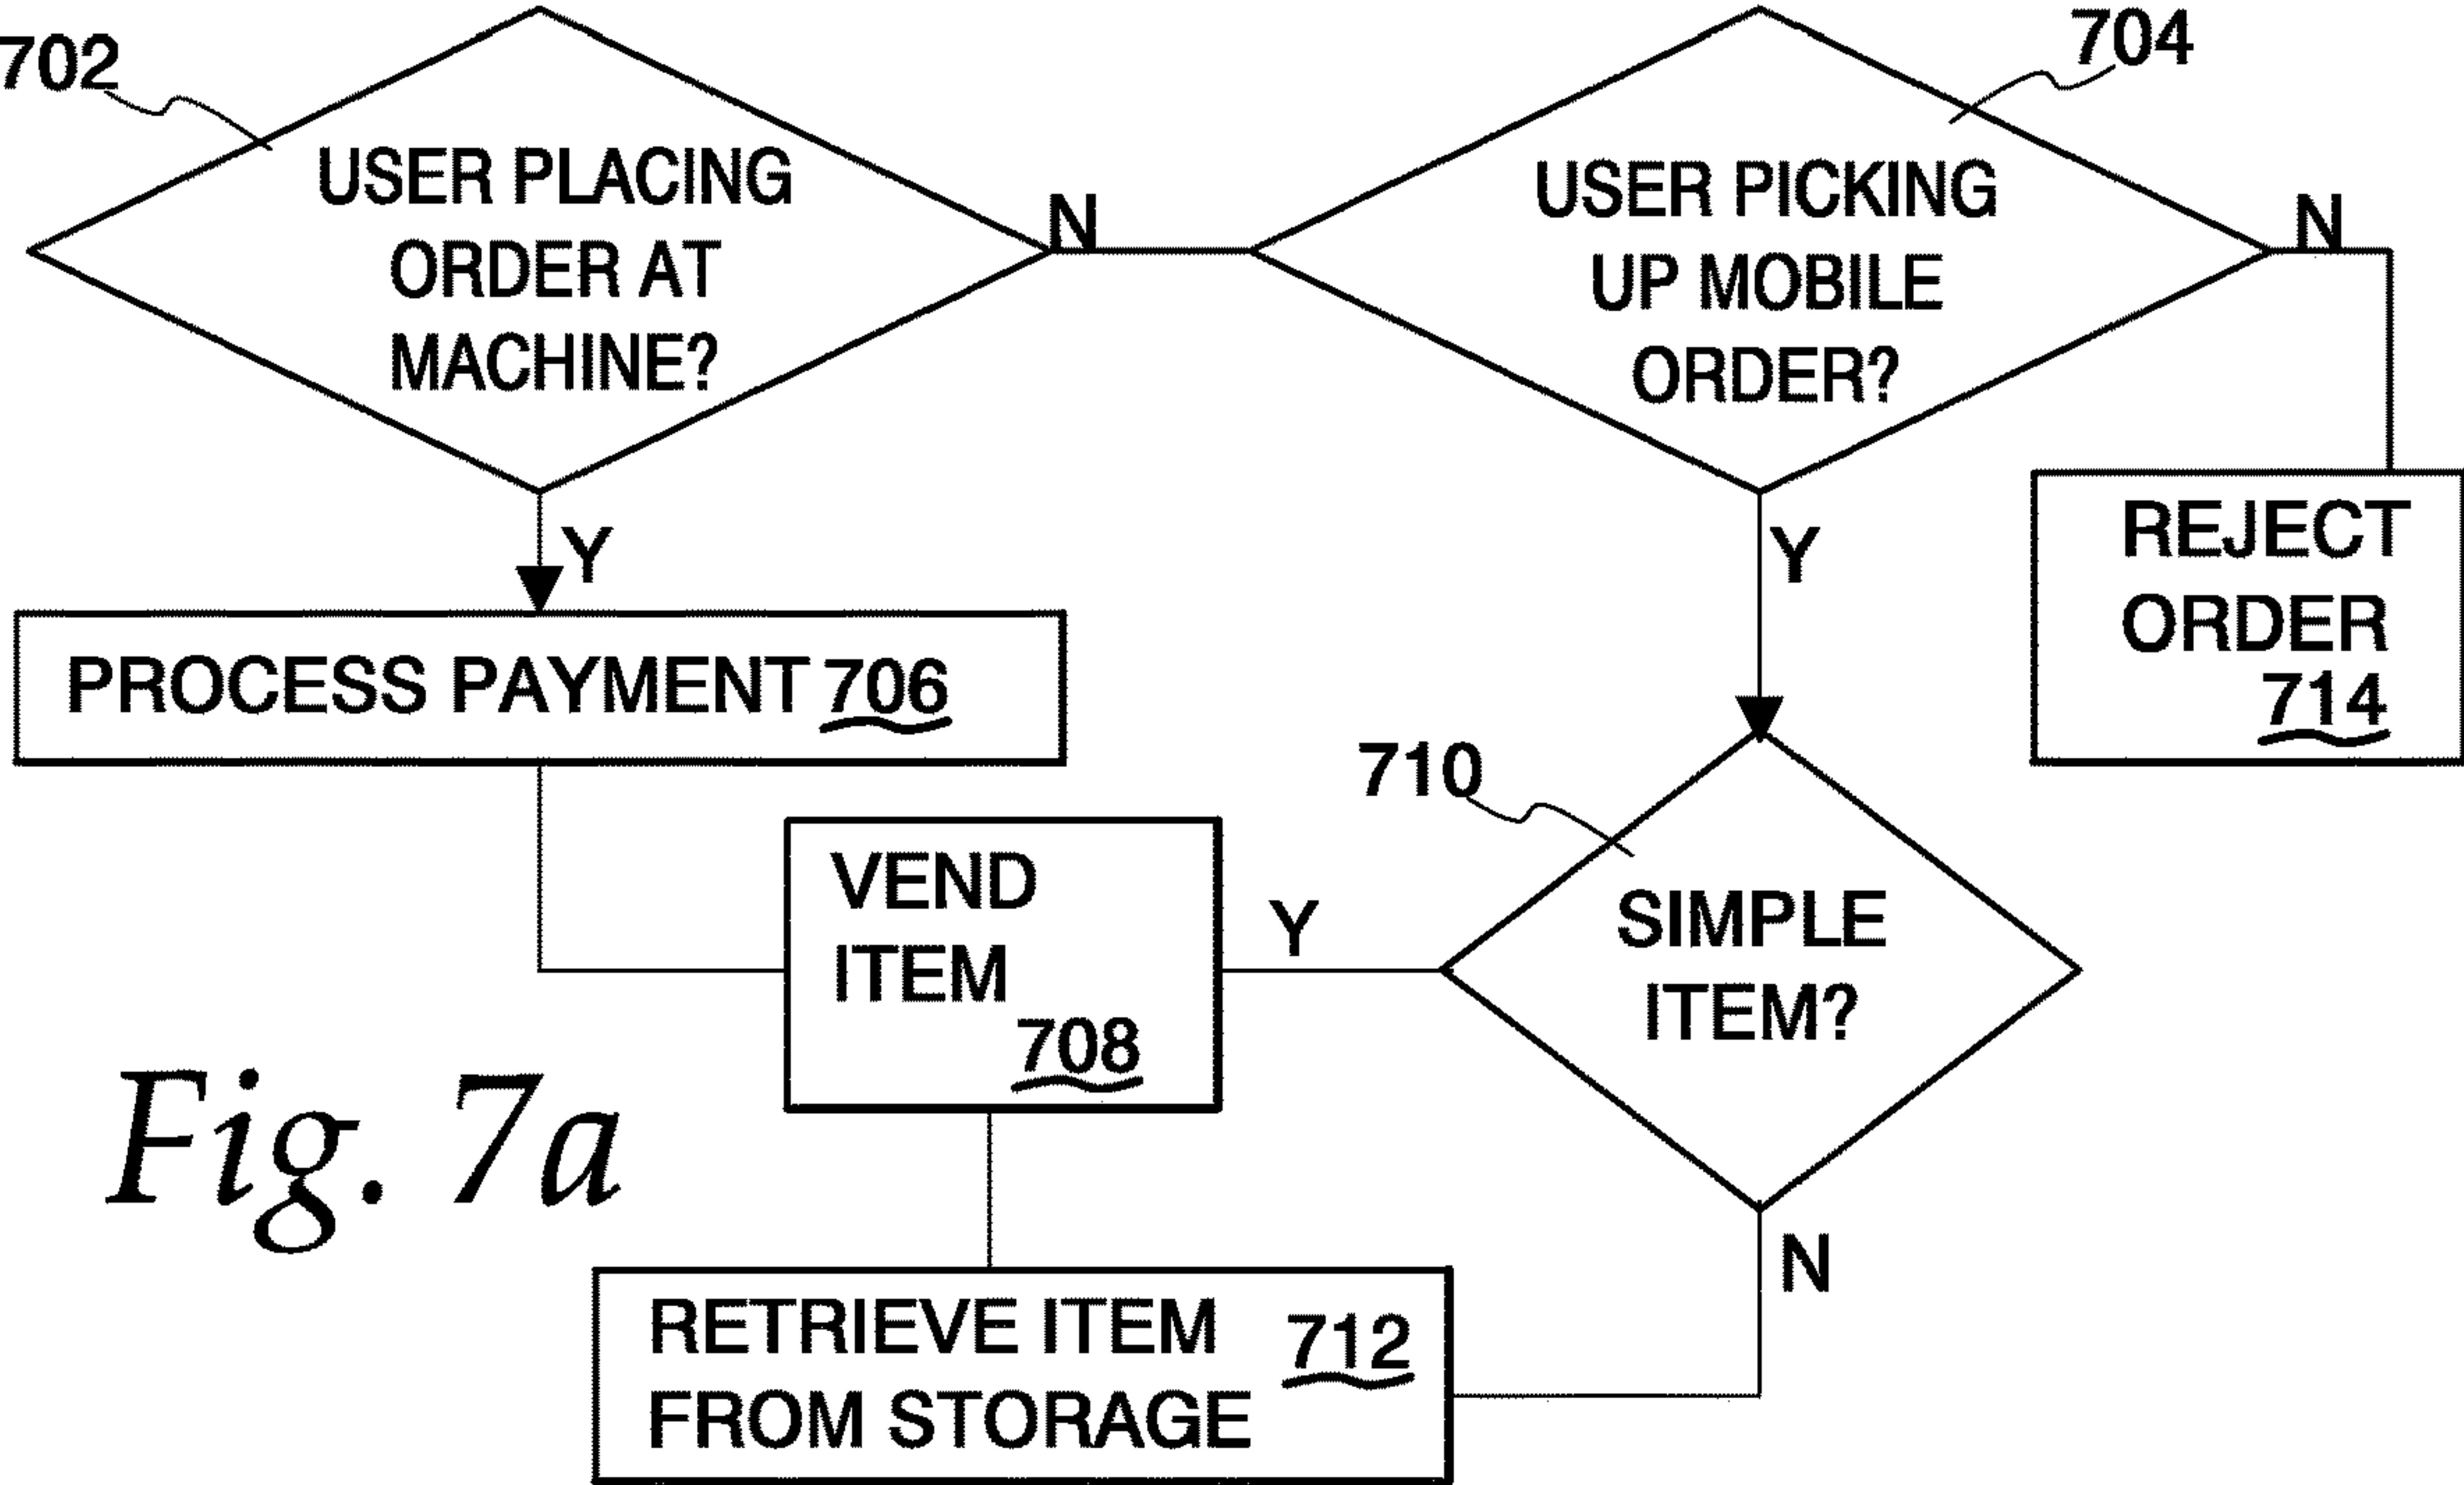 702
USER PLACING
ORDER AT
MACHINE?
N
704
USER PICKING
UP MOBILE
ORDER?
N
Y
Y
REJECT
ORDER
714
PROCESS PAYMENT 706
710
VEND
ITEM
708
Y
SIMPLE
ITEM?
N
RETRIEVE ITEM
FROM STORAGE
712
Fig. 7a